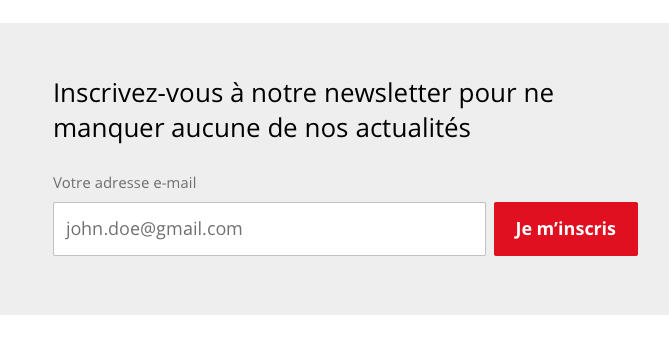 Inscrivez-vous à notre newsletter pour ne
manquer aucune de nos actualités
Votre adresse e-mail
john.doe@gmail.com
Je m’inscris